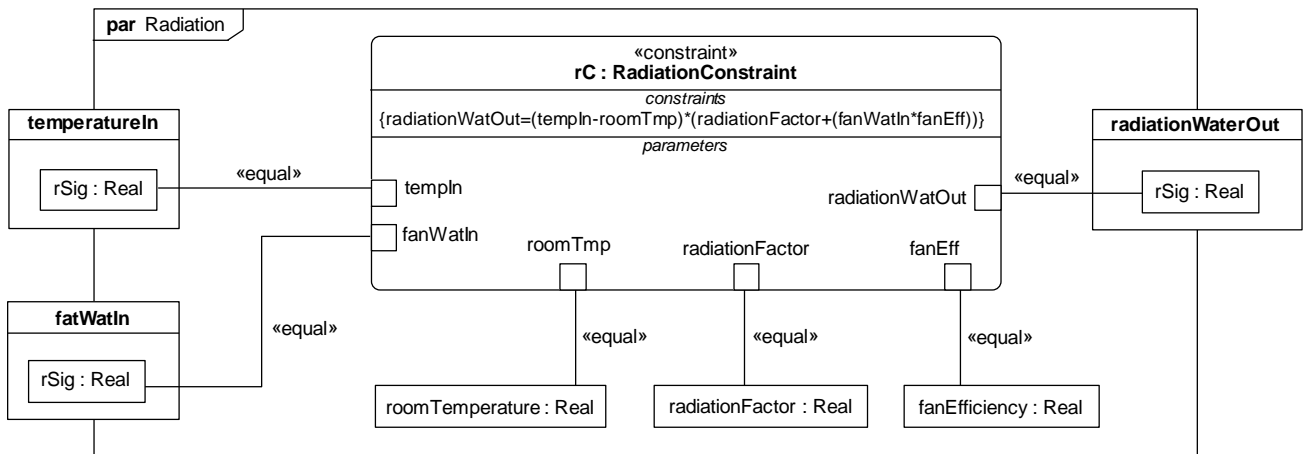 par Radiation
«constraint»
rC : RadiationConstraint
constraints
{radiationWatOut=(tempIn-roomTmp)*(radiationFactor+(fanWatIn*fanEff))}
parameters
temperatureIn
rSig : Real
«equal»
tempIn
fanWatIn
radiationWatOut
«equal»
radiationWaterOut
rSig : Real
roomTmp
radiationFactor
fanEff
fatWatIn
rSig : Real
«equal»
«equal»
«equal»
«equal»
roomTemperature : Real
radiationFactor : Real
fanEfficiency : Real